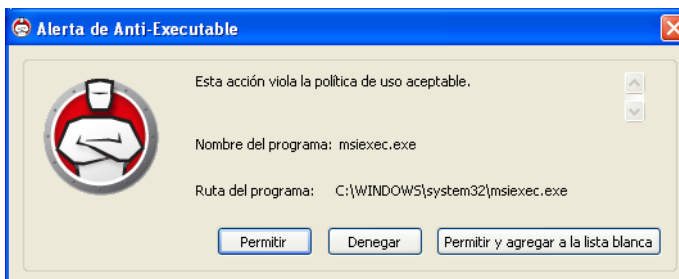 Alerta de Anti-Executable
Esta acción viola la política de uso aceptable.
Nombre del programa: msiexec.exe
Ruta del programa: C:\WINDOWS\system32\msiexec.exe
Permitir
Denegar
Permitir y agregar a la lista blanca